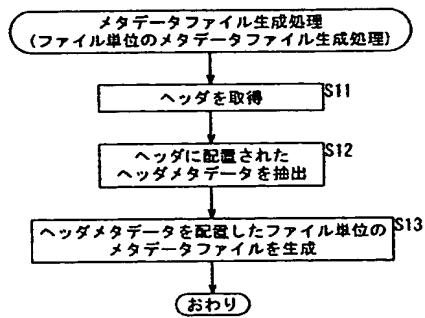 メタデータファイル生成処理
(ファイル単位のメタデータファイル生成処理)
S11
ヘッダを取得
S12
ヘッダに配置された
ヘッダメタデータを抽出
S13
ヘッダメタデータを配置したファイル単位の
メタデータファイルを生成
おわり